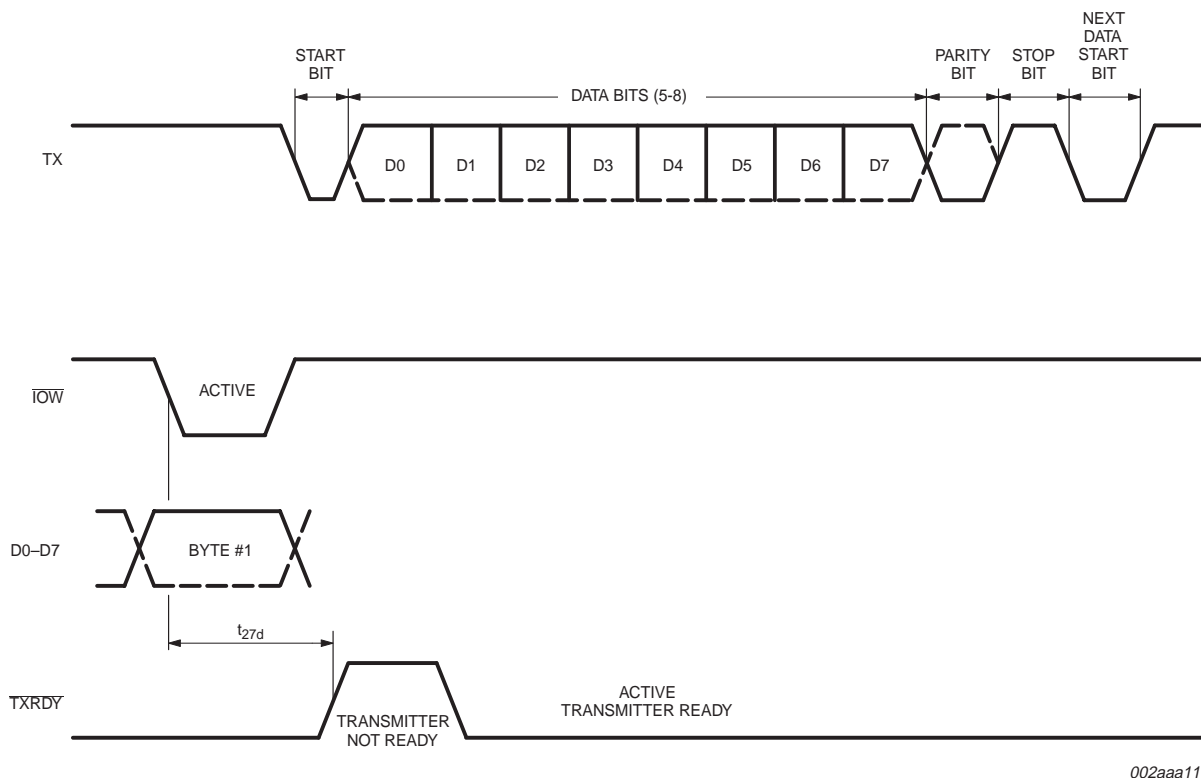 START
BIT
DATA BITS (5-8)
PARITY
BIT
STOP
BIT
NEXT
DATA
START
BIT
TX
D0 D1 D2 D3 D4 D5 D6 D7
IOW
ACTIVE
D0–D7
BYTE #1
t27d
TXRDY
TRANSMITTER
NOT READY
ACTIVE
TRANSMITTER READY
002aaa11